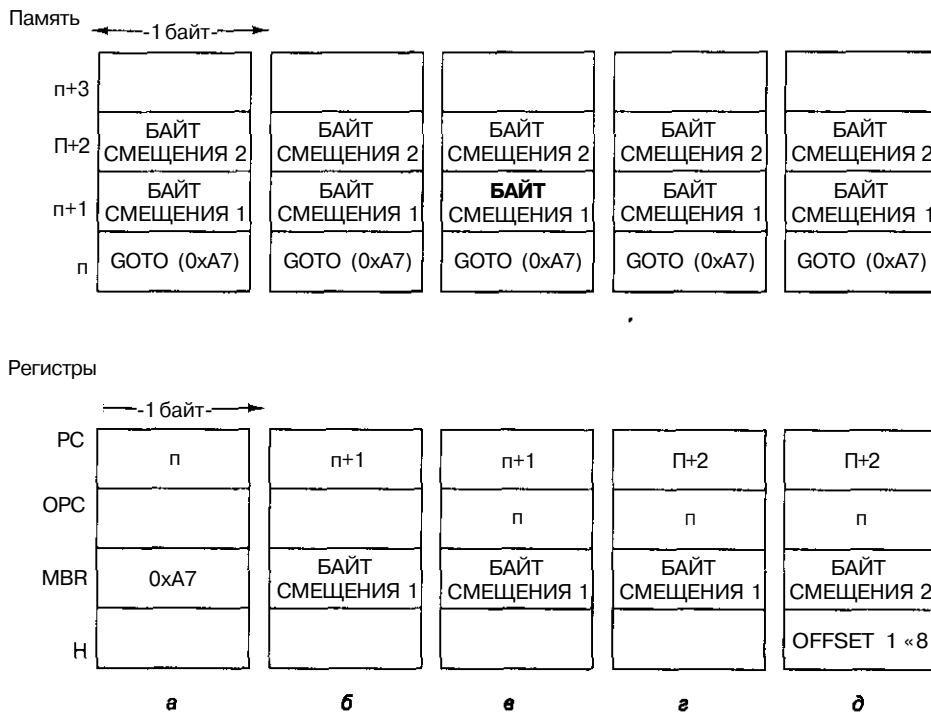 Память
-1 байт-
п+3
П+2 БАЙТ БАЙТ БАЙТ БАЙТ БАЙТ
СМЕЩЕНИЯ 2 СМЕЩЕНИЯ 2 СМЕЩЕНИЯ 2 СМЕЩЕНИЯ 2 СМЕЩЕНИЯ 2
п+1 БАЙТ БАЙТ БАЙТ БАЙТ БАЙТ
СМЕЩЕНИЯ 1 СМЕЩЕНИЯ 1 СМЕЩЕНИЯ 1 СМЕЩЕНИЯ 1 СМЕЩЕНИЯ 1
п GOTO (0xA7) GOTO (0xA7) GOTO (0xA7) GOTO (0xA7) GOTO (0xA7)
Регистры
-1 байт-
PC п п+1 п+1 П+2 П+2
OPC п п п
MBR 0xA7 БАЙТ БАЙТ БАЙТ БАЙТ
СМЕЩЕНИЯ 1 СМЕЩЕНИЯ 1 СМЕЩЕНИЯ 1 СМЕЩЕНИЯ 2
H OFFSET 1 «8
а б в г д